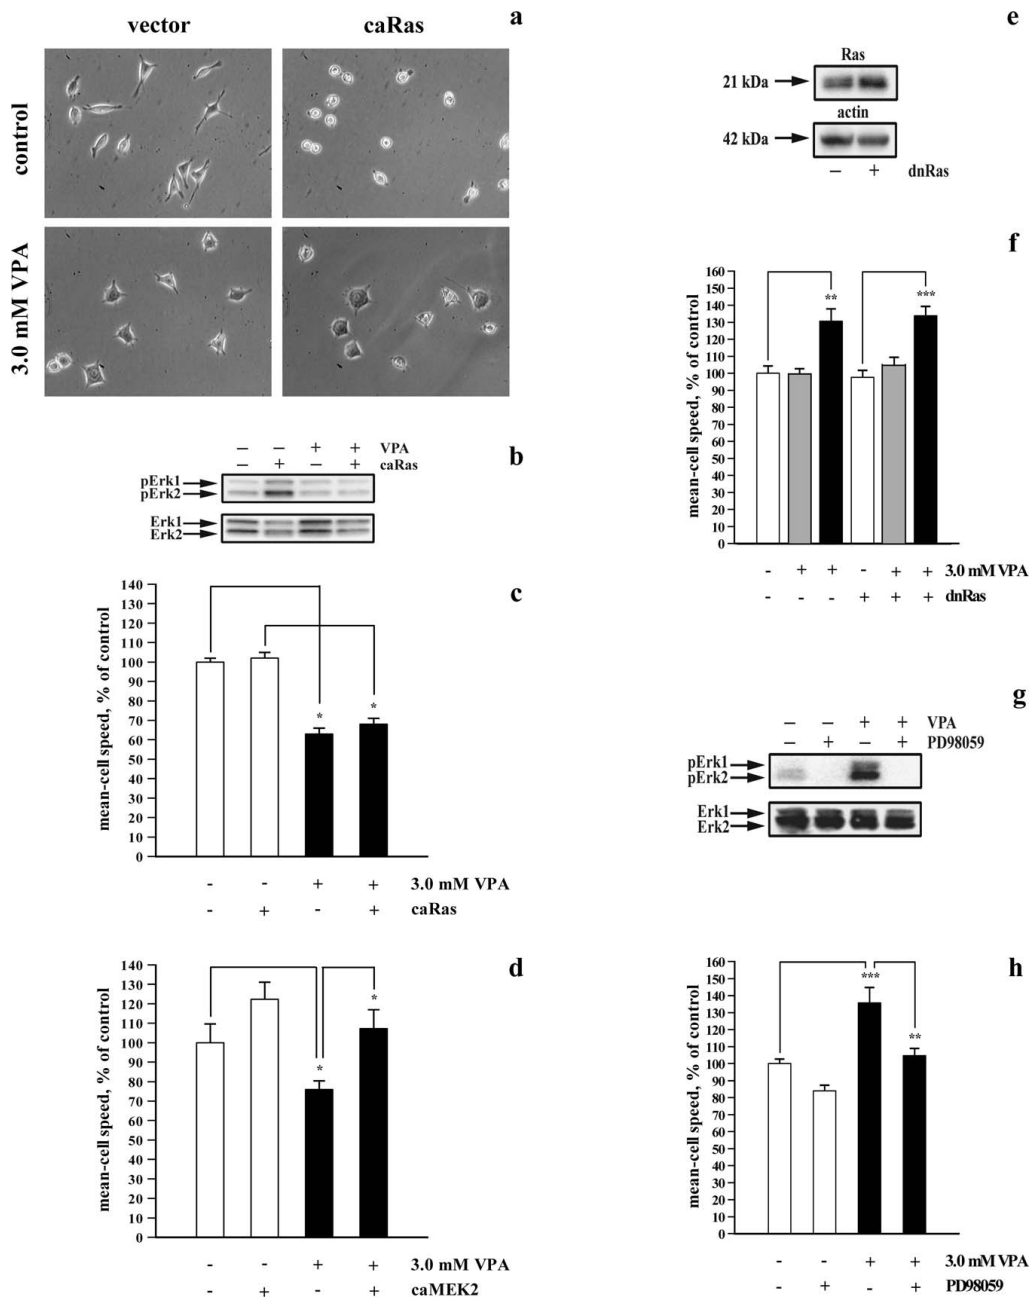 a
vector caRas
control
3.0 mM VPA
b
– – + + VPA
– + – + caRas
pErk1
pErk2
Erk1
Erk2
c
mean-cell speed, % of control
140
130
120
110
100
90
80
70
60
50
40
30
20
10
0
* *
- - + + 3.0 mM VPA
- + - + caRas
d
mean-cell speed, % of control
140
130
120
110
100
90
80
70
60
50
40
30
20
10
0
* *
- - + + 3.0 mM VPA
- + - + caMEK2
e
Ras
21 kDa
actin
42 kDa
– + dnRas
f
mean-cell speed, % of control
160
150
140
130
120
110
100
90
80
70
60
50
40
30
20
10
0
** ***
- + + - + + 3.0 mM VPA
- - - + + + dnRas
g
– – + + VPA
– + – + PD98059
pErk1
pErk2
Erk1
Erk2
h
mean-cell speed, % of control
160
150
140
130
120
110
100
90
80
70
60
50
40
30
20
10
0
*** **
- - + + 3.0 mM VPA
- + - + PD98059